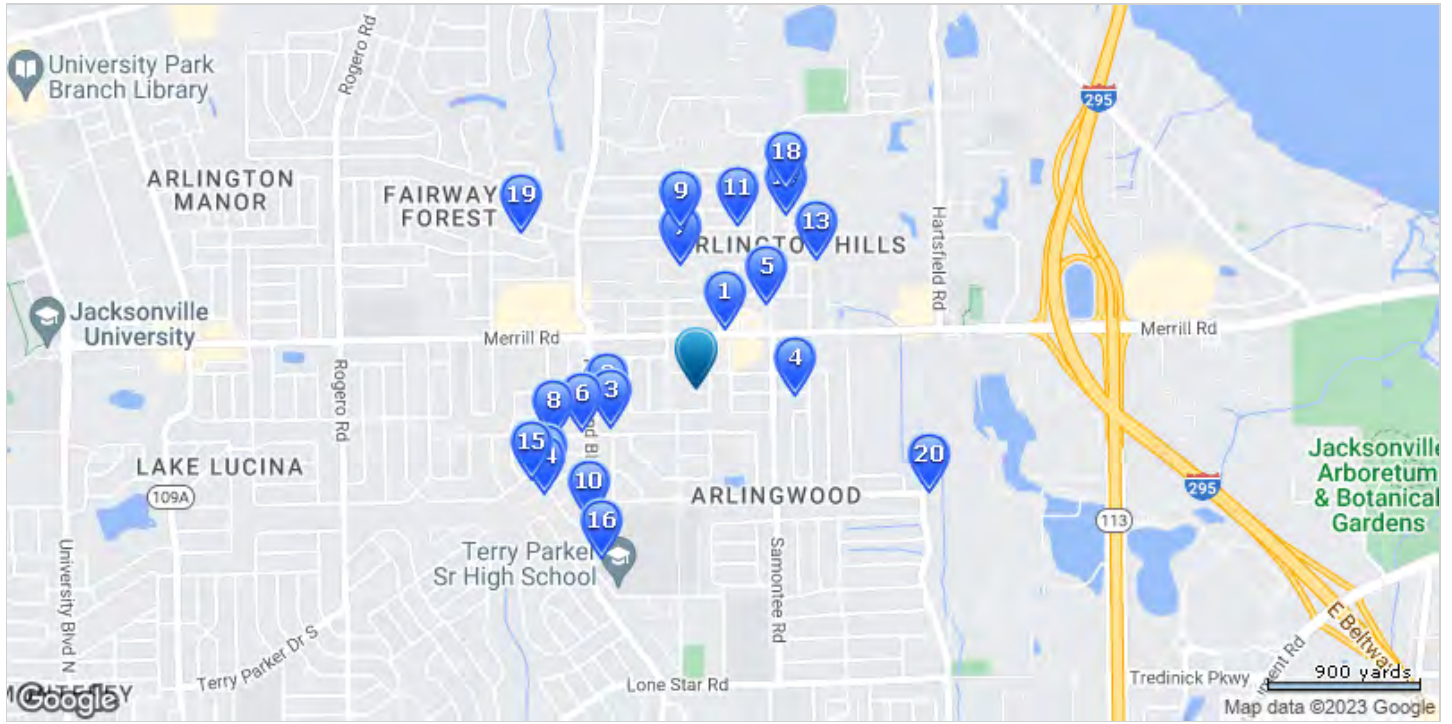 University Park
Branch Library
Rogero Rd
295
ARLINGTON
MANOR
FAIRWAY
FOREST
19
9
11
18
13
RLINGTON HILLS
5
1
Hartsfield Rd
Jacksonville
University
Merrill Rd
Merrill Rd
4
Rogero Rd
6
3
8
15
4
10
16
20
LAKE LUCINA
109A
ARLINGWOOD
295
113
Jacksonville
Arboretum
& Botanical
Gardens
Terry Parker
Sr High School
University Blvd N
Samontee Rd
Terry Parker Dr S
Lone Star Rd
Tredinick Pkwy
E Beltway
900 yards
Google
Map data ©2023 Google